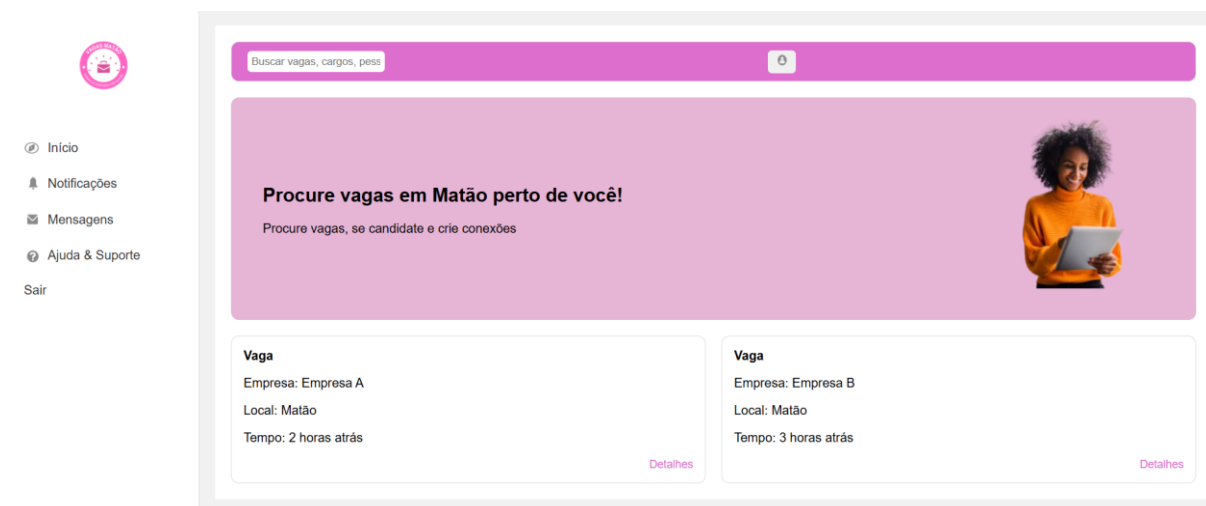 VAGAS MATÃO
Início
Notificações
Mensagens
Ajuda & Suporte
Sair
Buscar vagas, cargos, pess
Procure vagas em Matão perto de você!
Procure vagas, se candidate e crie conexões
Vaga
Empresa: Empresa A
Local: Matão
Tempo: 2 horas atrás
Detalhes
Vaga
Empresa: Empresa B
Local: Matão
Tempo: 3 horas atrás
Detalhes